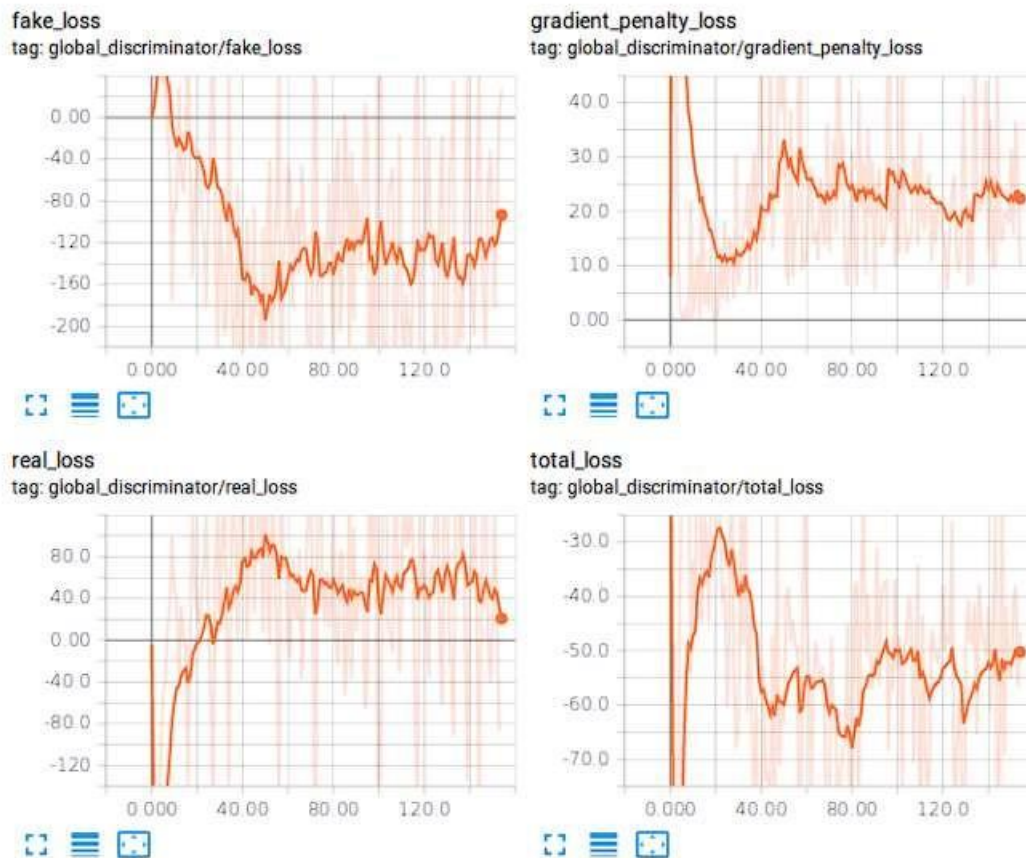 fake_loss
tag: global_discriminator/fake_loss
0.00
-40.0
-80.0
-120
-160
-200
0.000 40.00 80.00 120.0
gradient_penalty_loss
tag: global_discriminator/gradient_penalty_loss
40.0
30.0
20.0
10.0
0.00
0.000 40.00 80.00 120.0
real_loss
tag: global_discriminator/real_loss
80.0
40.0
0.00
-40.0
-80.0
-120
0.000 40.00 80.00 120.0
total_loss
tag: global_discriminator/total_loss
-30.0
-40.0
-50.0
-60.0
-70.0
0.000 40.00 80.00 120.0